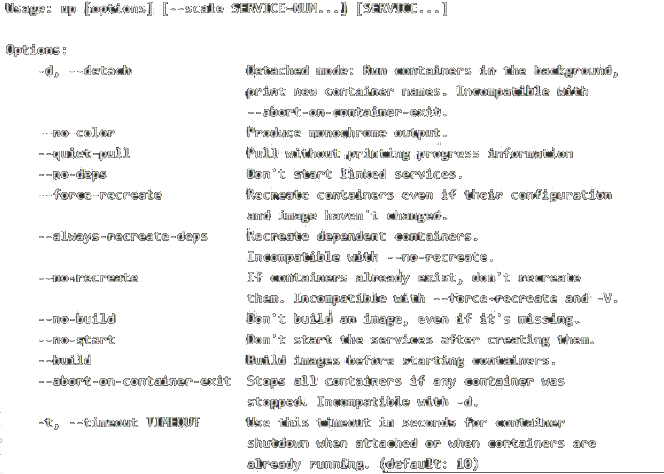 Usage: up [options] [--scale SERVICE=NUM...] [SERVICE...]
Options:
-d, --detach Detached mode: Run containers in the background,
print new container names. Incompatible with
--abort-on-container-exit.
--no-color Produce monochrome output.
--quiet-pull Pull without printing progress information
--no-deps Don't start linked services.
--force-recreate Recreate containers even if their configuration
and image haven't changed.
--always-recreate-deps Recreate dependent containers.
Incompatible with --no-recreate.
--no-recreate If containers already exist, don't recreate
them. Incompatible with --force-recreate and -V.
--no-build Don't build an image, even if it's missing.
--no-start Don't start the services after creating them.
--build Build images before starting containers.
--abort-on-container-exit Stops all containers if any container was
stopped. Incompatible with -d.
-t, --timeout TIMEOUT Use this timeout in seconds for container
shutdown when attached or when containers are
already running. (default: 10)